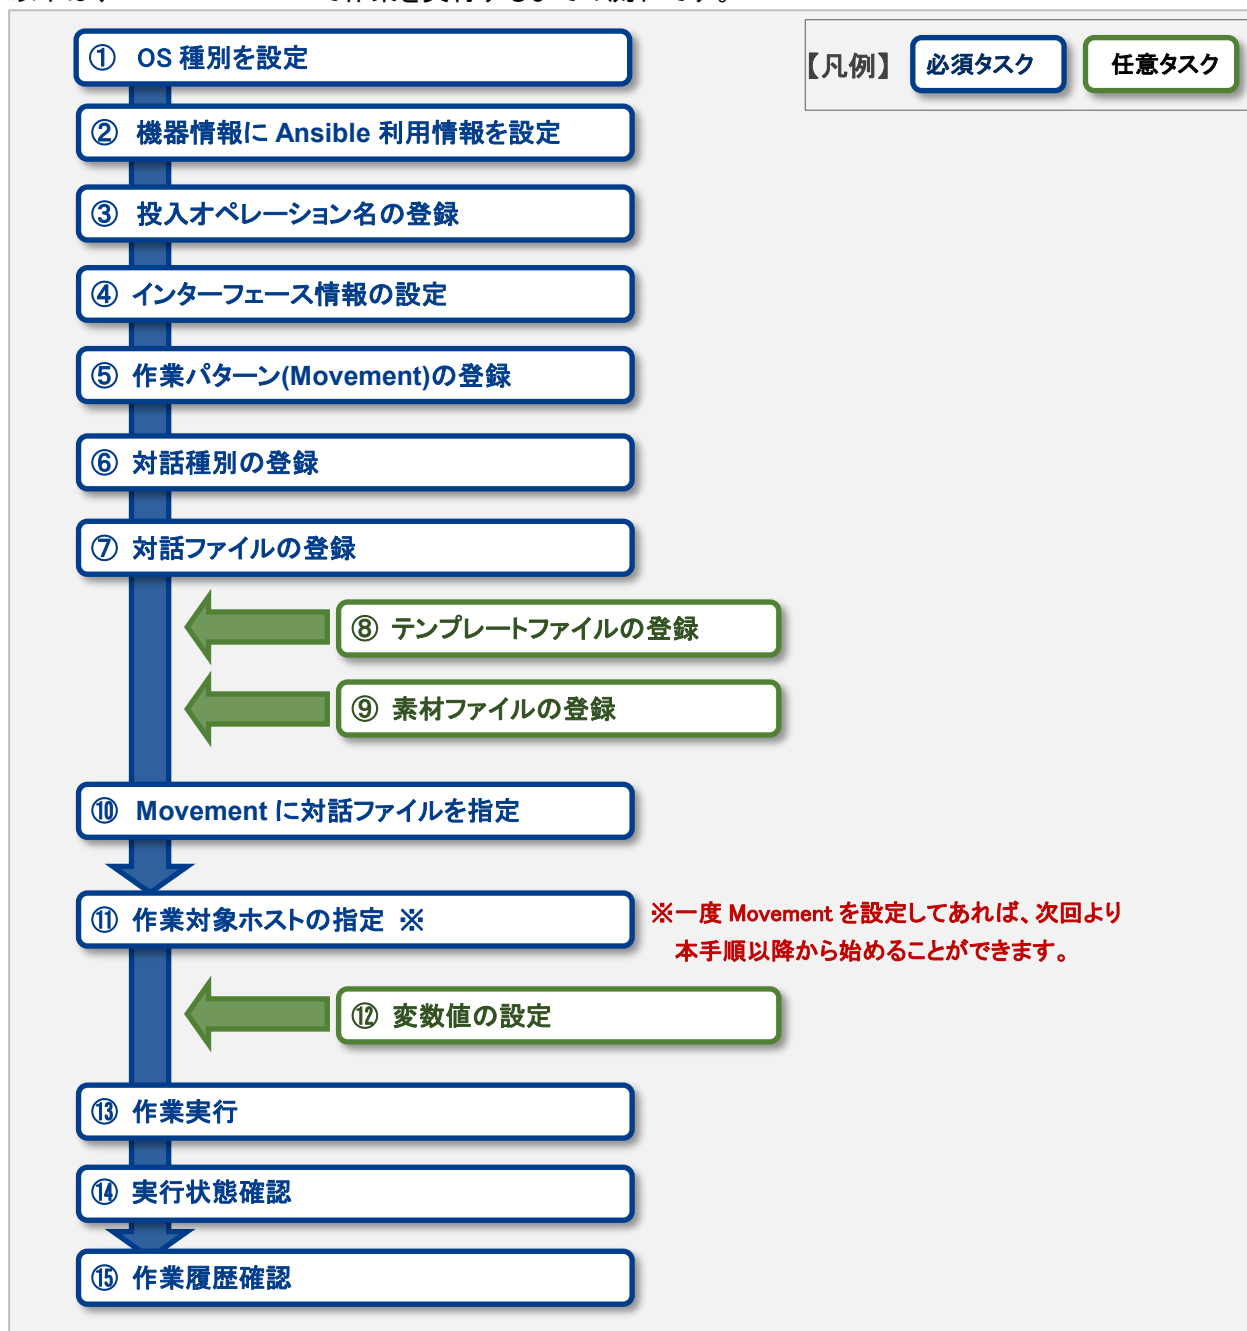 【凡例】 必須タスク 任意タスク
① OS 種別を設定
② 機器情報に Ansible 利用情報を設定
③ 投入オペレーション名の登録
④ インターフェース情報の設定
⑤ 作業パターン(Movement)の登録
⑥ 対話種別の登録
⑦ 対話ファイルの登録
⑧ テンプレートファイルの登録
⑨ 素材ファイルの登録
⑩ Movement に対話ファイルを指定
⑪ 作業対象ホストの指定 ※
※一度 Movement を設定してあれば、次回より
本手順以降から始めることができます。
⑫ 変数値の設定
⑬ 作業実行
⑭ 実行状態確認
⑮ 作業履歴確認